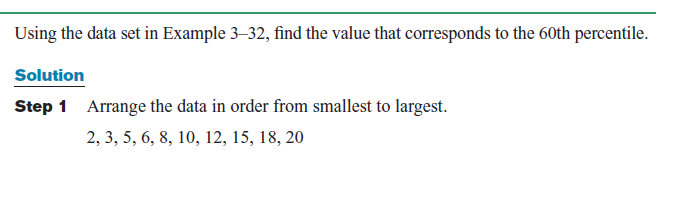 Using the data set in Example 3–32, find the value that corresponds to the 60th percentile.
Solution
Step 1 Arrange the data in order from smallest to largest.
2, 3, 5, 6, 8, 10, 12, 15, 18, 20